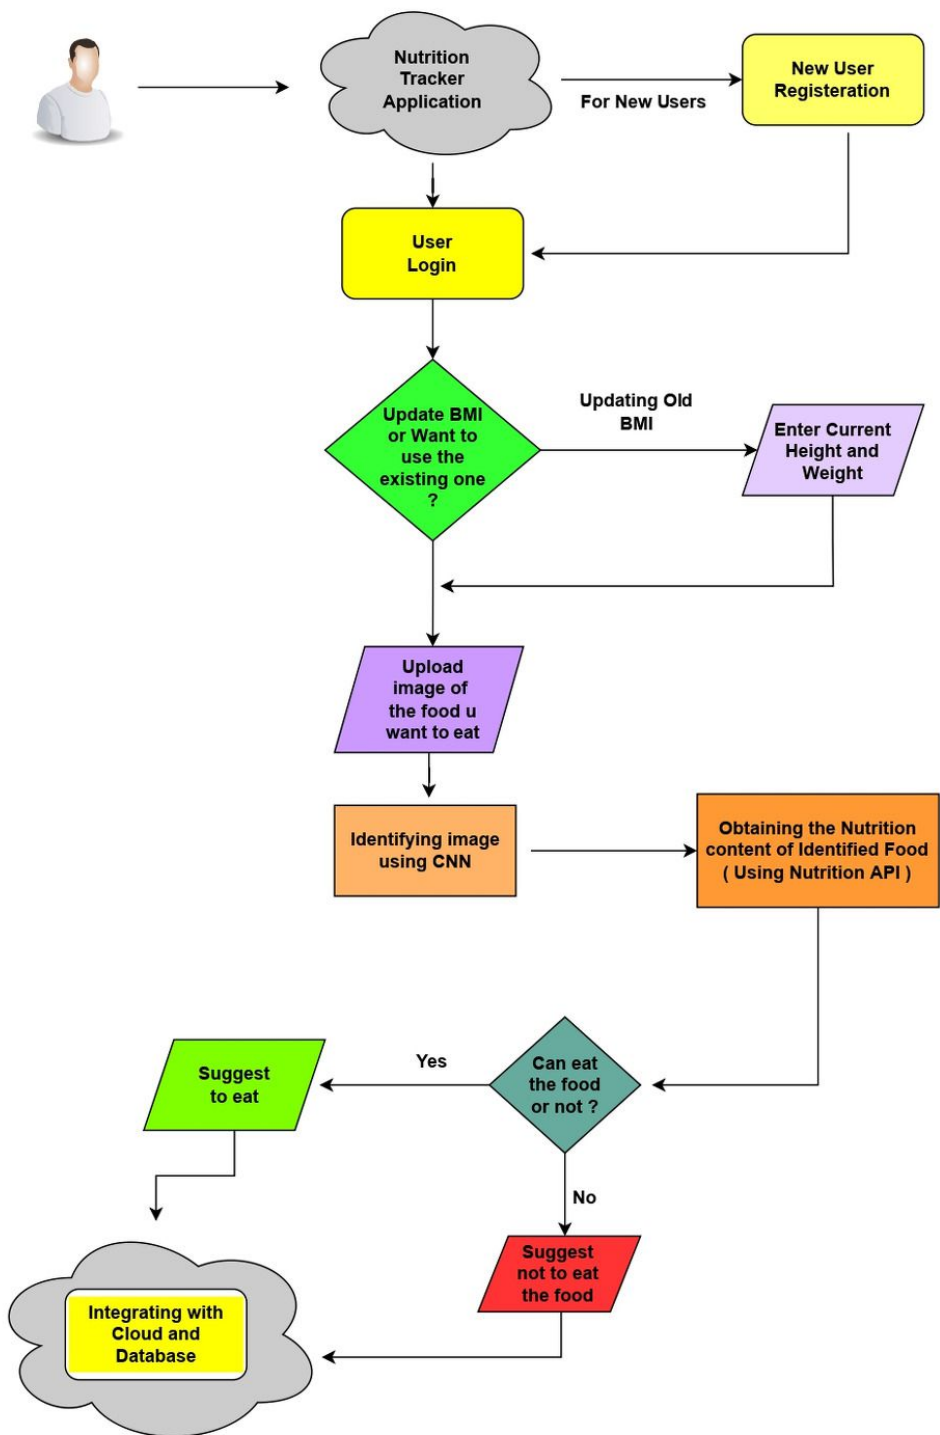 Nutrition
Tracker
Application
For New Users
New User
Registeration
User
Login
Update BMI
or Want to
use the
existing one
?
Updating Old
BMI
Enter Current
Height and
Weight
Upload
image of
the food u
want to eat
Identifying image
using CNN
Obtaining the Nutrition
content of Identified Food
( Using Nutrition API )
Can eat
the food
or not ?
Yes
Suggest
to eat
No
Suggest
not to eat
the food
Integrating with
Cloud and
Database